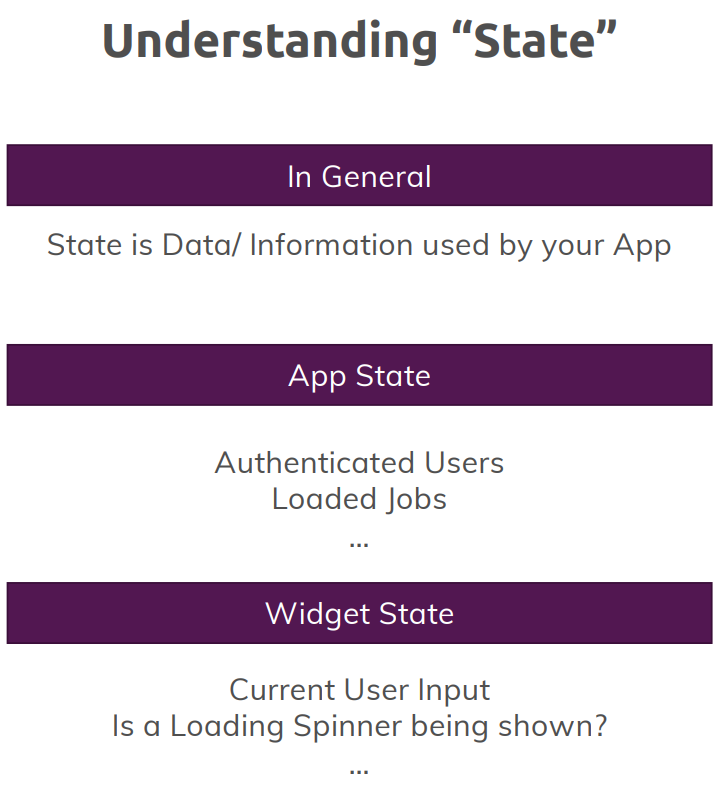 Understanding “State”
In General
State is Data/ Information used by your App
App State
Authenticated Users
Loaded Jobs
...
Widget State
Current User Input
Is a Loading Spinner being shown?
...